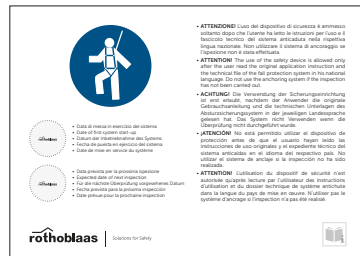 • ATTENZIONE! L'uso del dispositivo di sicurezza è ammesso
soltanto dopo che l'utente ha letto le istruzioni per l'uso e il
fascicolo tecnico del sistema anticaduta nella rispettiva
lingua nazionale. Non utilizzare il sistema di ancoraggio se
l'ispezione non è stata effettuata.
• ATTENTION! The use of the safety device is allowed only
after the user read the original application instruction and
the technical file of the fall protection system in his national
language. Do not use the anchoring system if the inspection
has not been carried out.
• ACHTUNG! Die Verwendung der Sicherungseinrichtung
ist erst erlaubt, nachdem der Anwender die originale
Gebrauchsanleitung und die technischen Unterlagen des
Absturzsicherungssystem in der jeweiligen Landessprache
gelesen hat. Das System nicht Verwenden wenn die
Überprüfung nicht durchgeführt wurde.
• ¡ATENCIÓN! No está permitido utilizar el dispositivo de
protección antes de que el usuario hayan leído las
instrucciones de uso originales y el expediente técnico del
sistema anticaídas en el idioma del respectivo país. No
utilizar el sistema de anclaje si la inspección no ha sido
realizada.
• ATTENTION! L'utilisation du dispositif de sécurité n'est
autorisée qu'après lecture par l'utilisateur des instructions
d'utilisation et du dossier technique de système antichute
dans la langue du pays de mise en œuvre. N'utiliser pas le
système d'ancrage si l'inspection n'a pas été réalisé.
rothoblaas
• Data di messa in esercizio del sistema
• Date of first system start-up
• Datum der Inbetriebnahme des Systems
• Fecha de puesta en ejercicio del sistema
• Date de mise en service du système
rothoblaas
• Data prevista per la prossima ispezione
• Expected date of next inspection
• Für die nächste Überprüfung vorgesehenes Datum
• Fecha prevista para la próxima inspección
• Date prévue pour la prochaine inspection
rothoblaas
Solutions for Safety